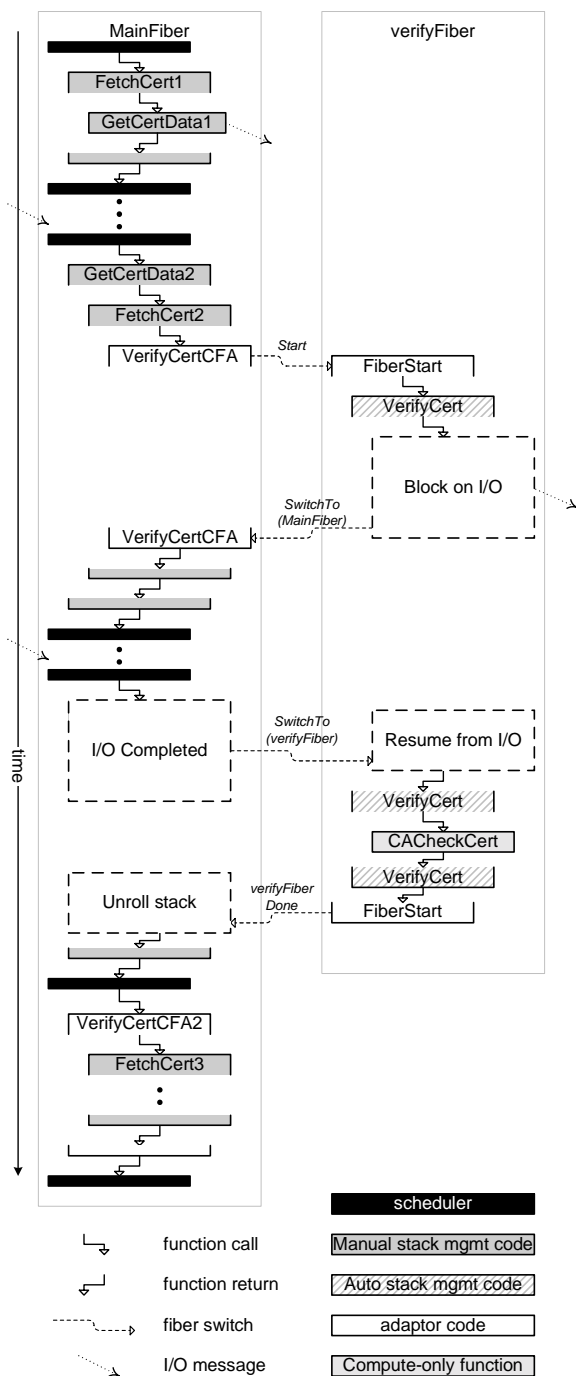 MainFiber
verifyFiber
FetchCert1
GetCertData1
GetCertData2
FetchCert2
VerifyCertCFA
Start
FiberStart
VerifyCert
Block on I/O
SwitchTo
(MainFiber)
VerifyCertCFA
time
I/O Completed
SwitchTo
(verifyFiber)
Resume from I/O
VerifyCert
CACheckCert
VerifyCert
Unroll stack
verifyFiber
Done
FiberStart
VerifyCertCFA2
FetchCert3
scheduler
function call
Manual stack mgmt code
function return
Auto stack mgmt code
fiber switch
adaptor code
I/O message
Compute-only function